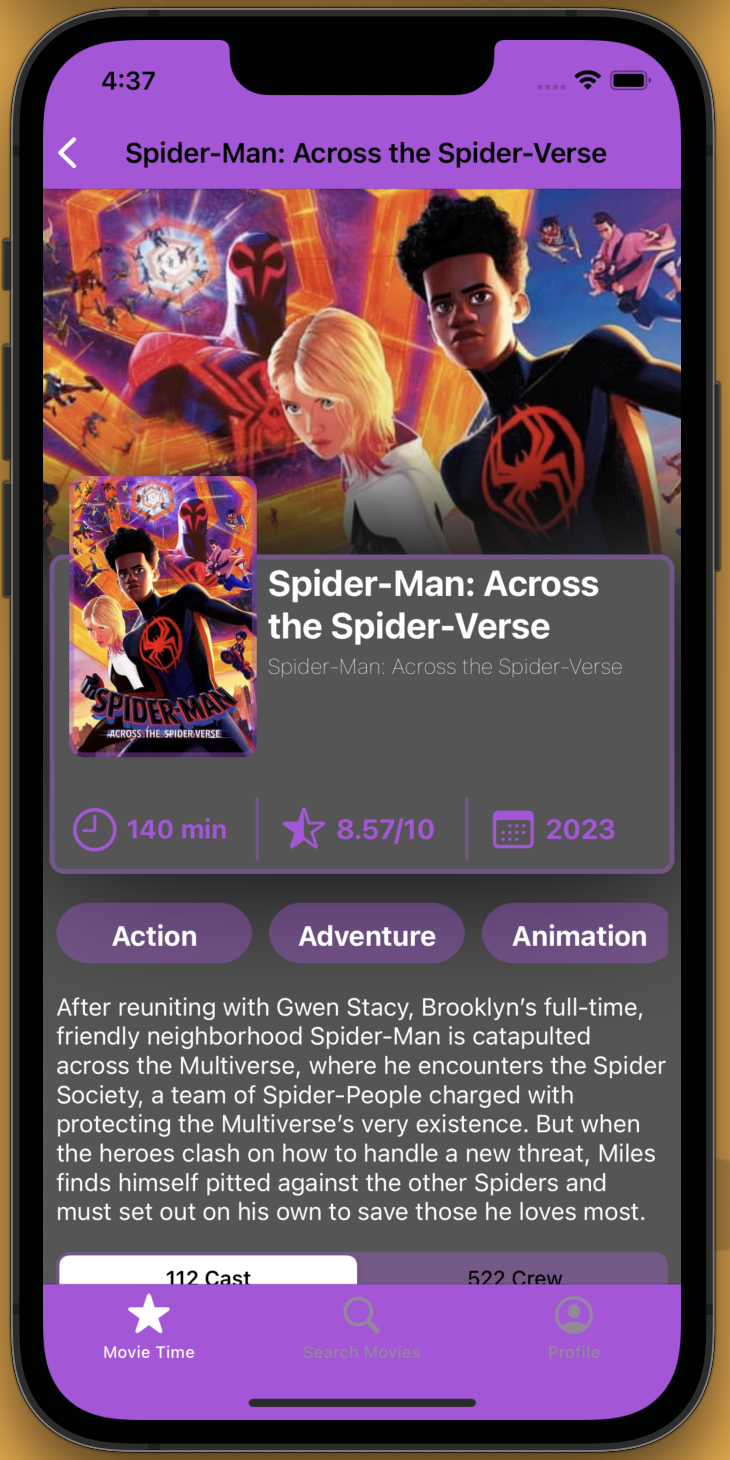 4:37
Spider-Man: Across the Spider-Verse
SPIDER-MAN
ACROSS THE SPIDER-VERSE
Spider-Man: Across
the Spider-Verse
Spider-Man: Across the Spider-Verse
140 min
8.57/10
2023
Action
Adventure
Animation
After reuniting with Gwen Stacy, Brooklyn’s full-time,
friendly neighborhood Spider-Man is catapulted
across the Multiverse, where he encounters the Spider
Society, a team of Spider-People charged with
protecting the Multiverse’s very existence. But when
the heroes clash on how to handle a new threat, Miles
finds himself pitted against the other Spiders and
must set out on his own to save those he loves most.
112 Cast
522 Crew
Movie Time
Search Movies
Profile